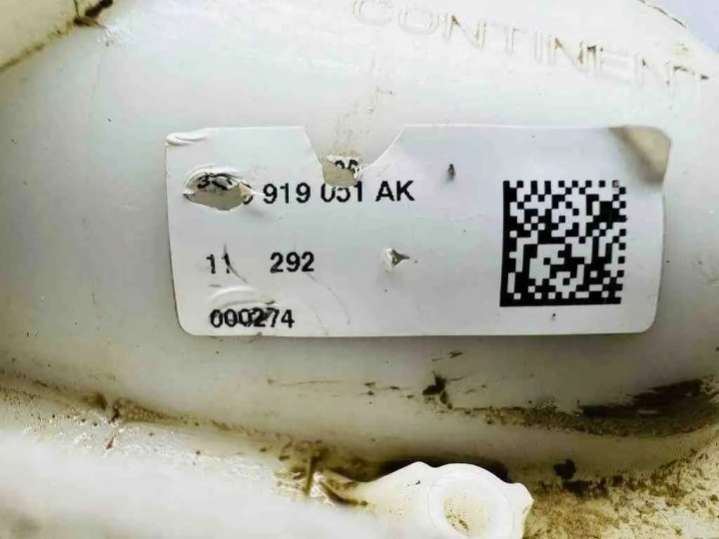 CONTINENT
919 051 AK
11 292
000274